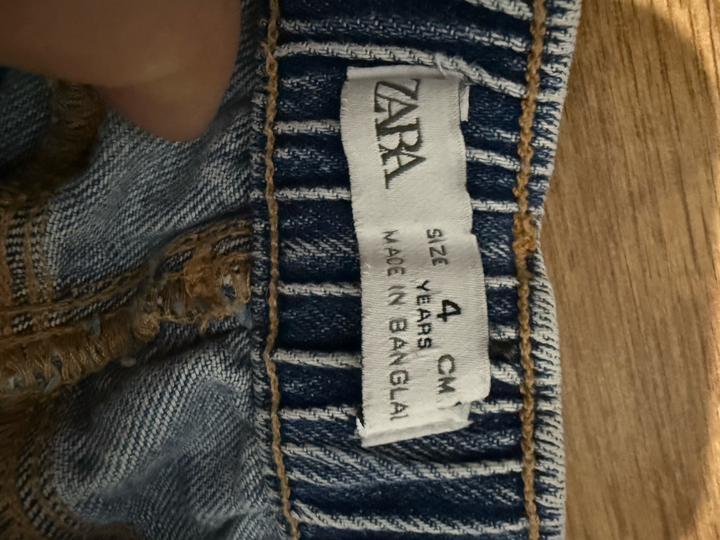 ZARA
SIZE 4 CM
YEARS
MADE IN BANGLA